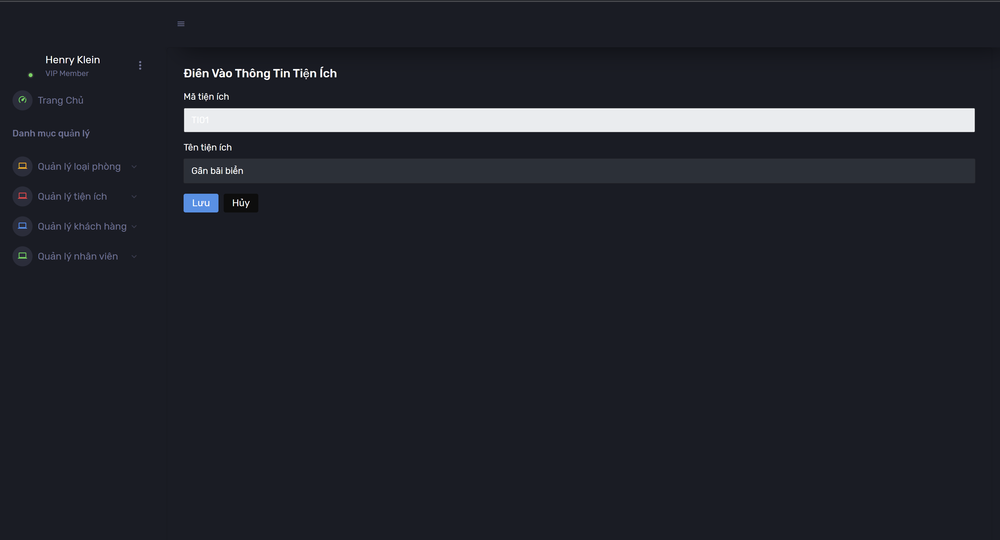 Henry Klein
VIP Member
Trang Chủ
Danh mục quản lý
Quản lý loại phòng
Quản lý tiện ích
Quản lý khách hàng
Quản lý nhân viên
Điền Vào Thông Tin Tiện Ích
Mã tiện ích
TI01
Tên tiện ích
Gần bãi biển
Lưu
Hủy